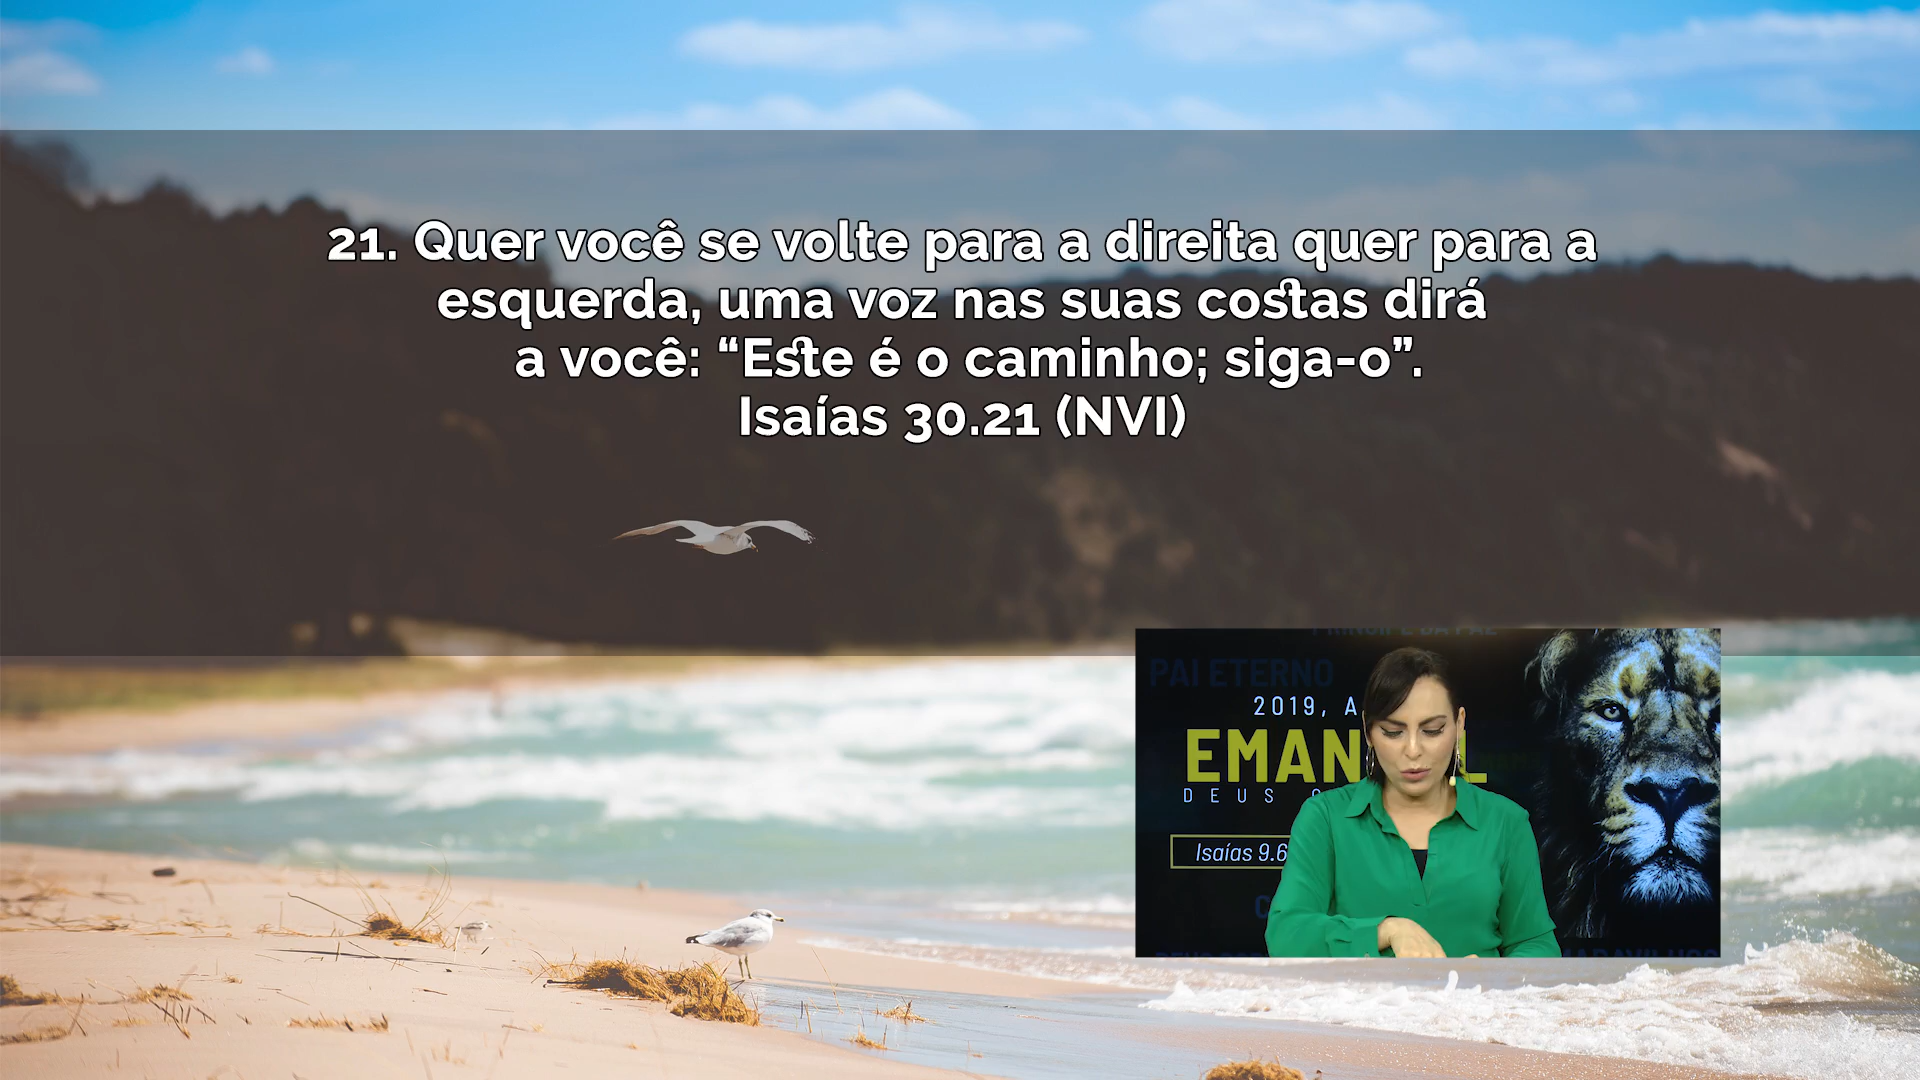 21. Quer você se volte para a direita quer para a
esquerda, uma voz nas suas costas dirá
a você: “Este é o caminho; siga-o”.
Isaías 30.21 (NVI)
PAI ETERNO
2019, A
EMAN L
DEUS
Isaías 9.6